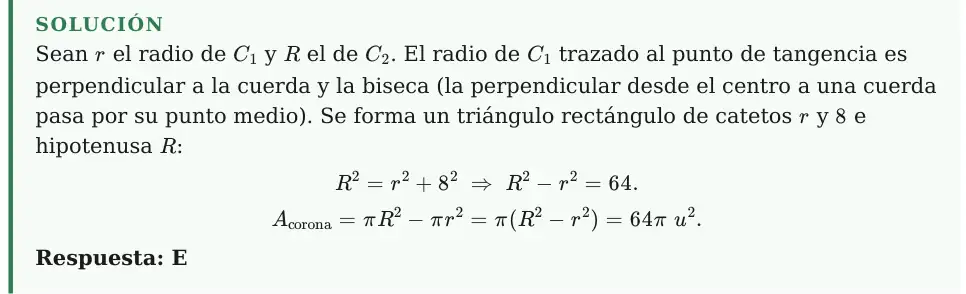 SOLUCIÓN
Sean r el radio de C₁ y R el de C₂. El radio de C₁ trazado al punto de tangencia es
perpendicular a la cuerda y la biseca (la perpendicular desde el centro a una cuerda
pasa por su punto medio). Se forma un triángulo rectángulo de catetos r y 8 e
hipotenusa R:
R² = r² + 8² ⇒ R² − r² = 64.
A_corona = πR² − πr² = π(R² − r²) = 64π u².
Respuesta: E